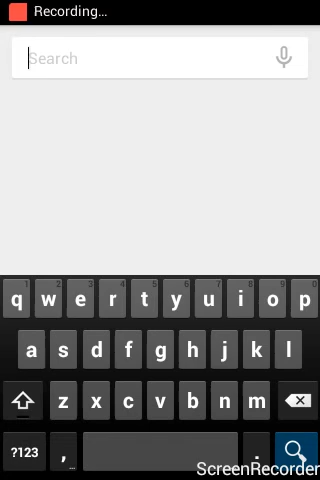 Recording...
Search
1 2 3 4 5 6 7 8 9 0
q w e r t y u i o p
a s d f g h j k l
z x c v b n m
?123 , ... .
ScreenRecorder